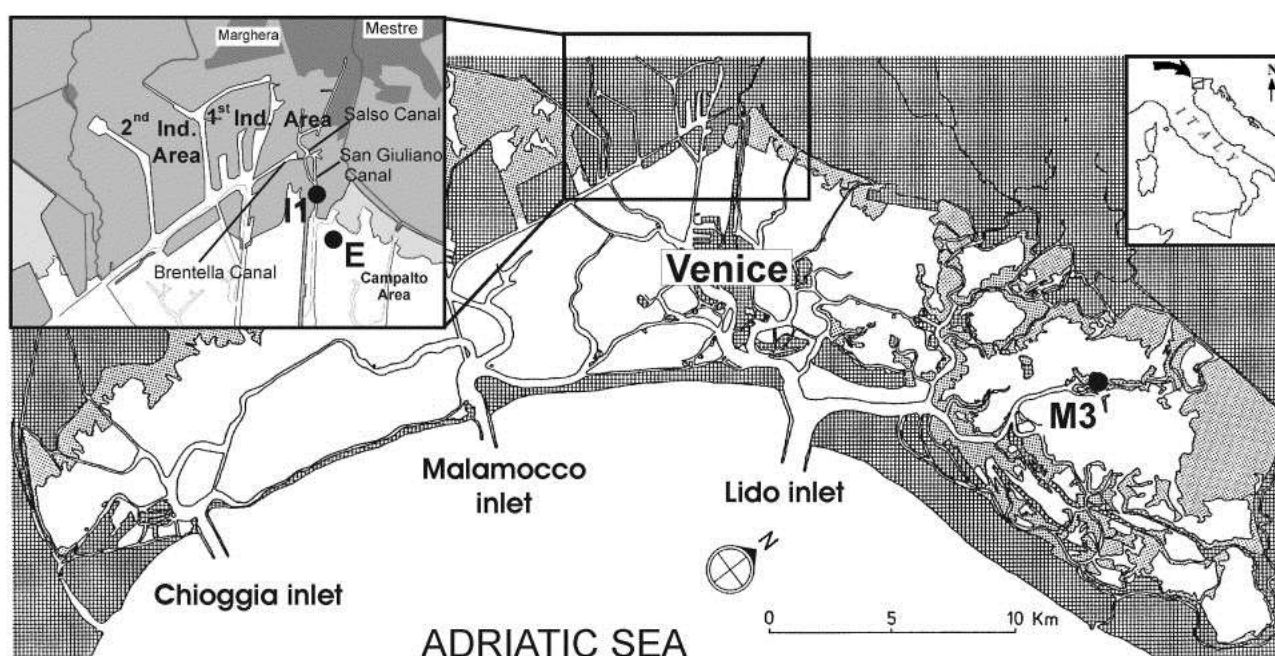 Marghera
Mestre
2nd Ind. Area
1st Ind. Area
Salso Canal
San Giuliano Canal
I1
E
Brentella Canal
Campalto Area
N
ITALY
Venice
M3
Malamocco inlet
Lido inlet
Chioggia inlet
N
0 5 10 Km
ADRIATIC SEA